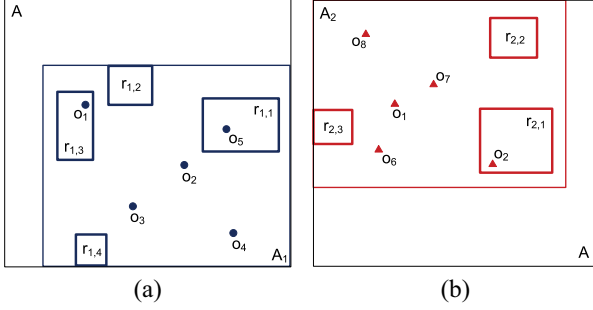 A
r1,2
o1
r1,3
r1,1
o5
o2
o3
o4
r1,4
A1
(a)
A2
o8
r2,2
o7
o1
r2,3
r2,1
o6
o2
A
(b)